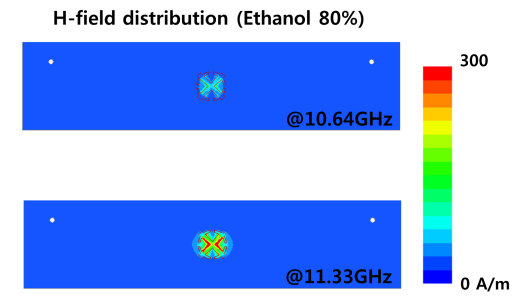 H-field distribution (Ethanol 80%)
300
@10.64GHz
@11.33GHz
0 A/m